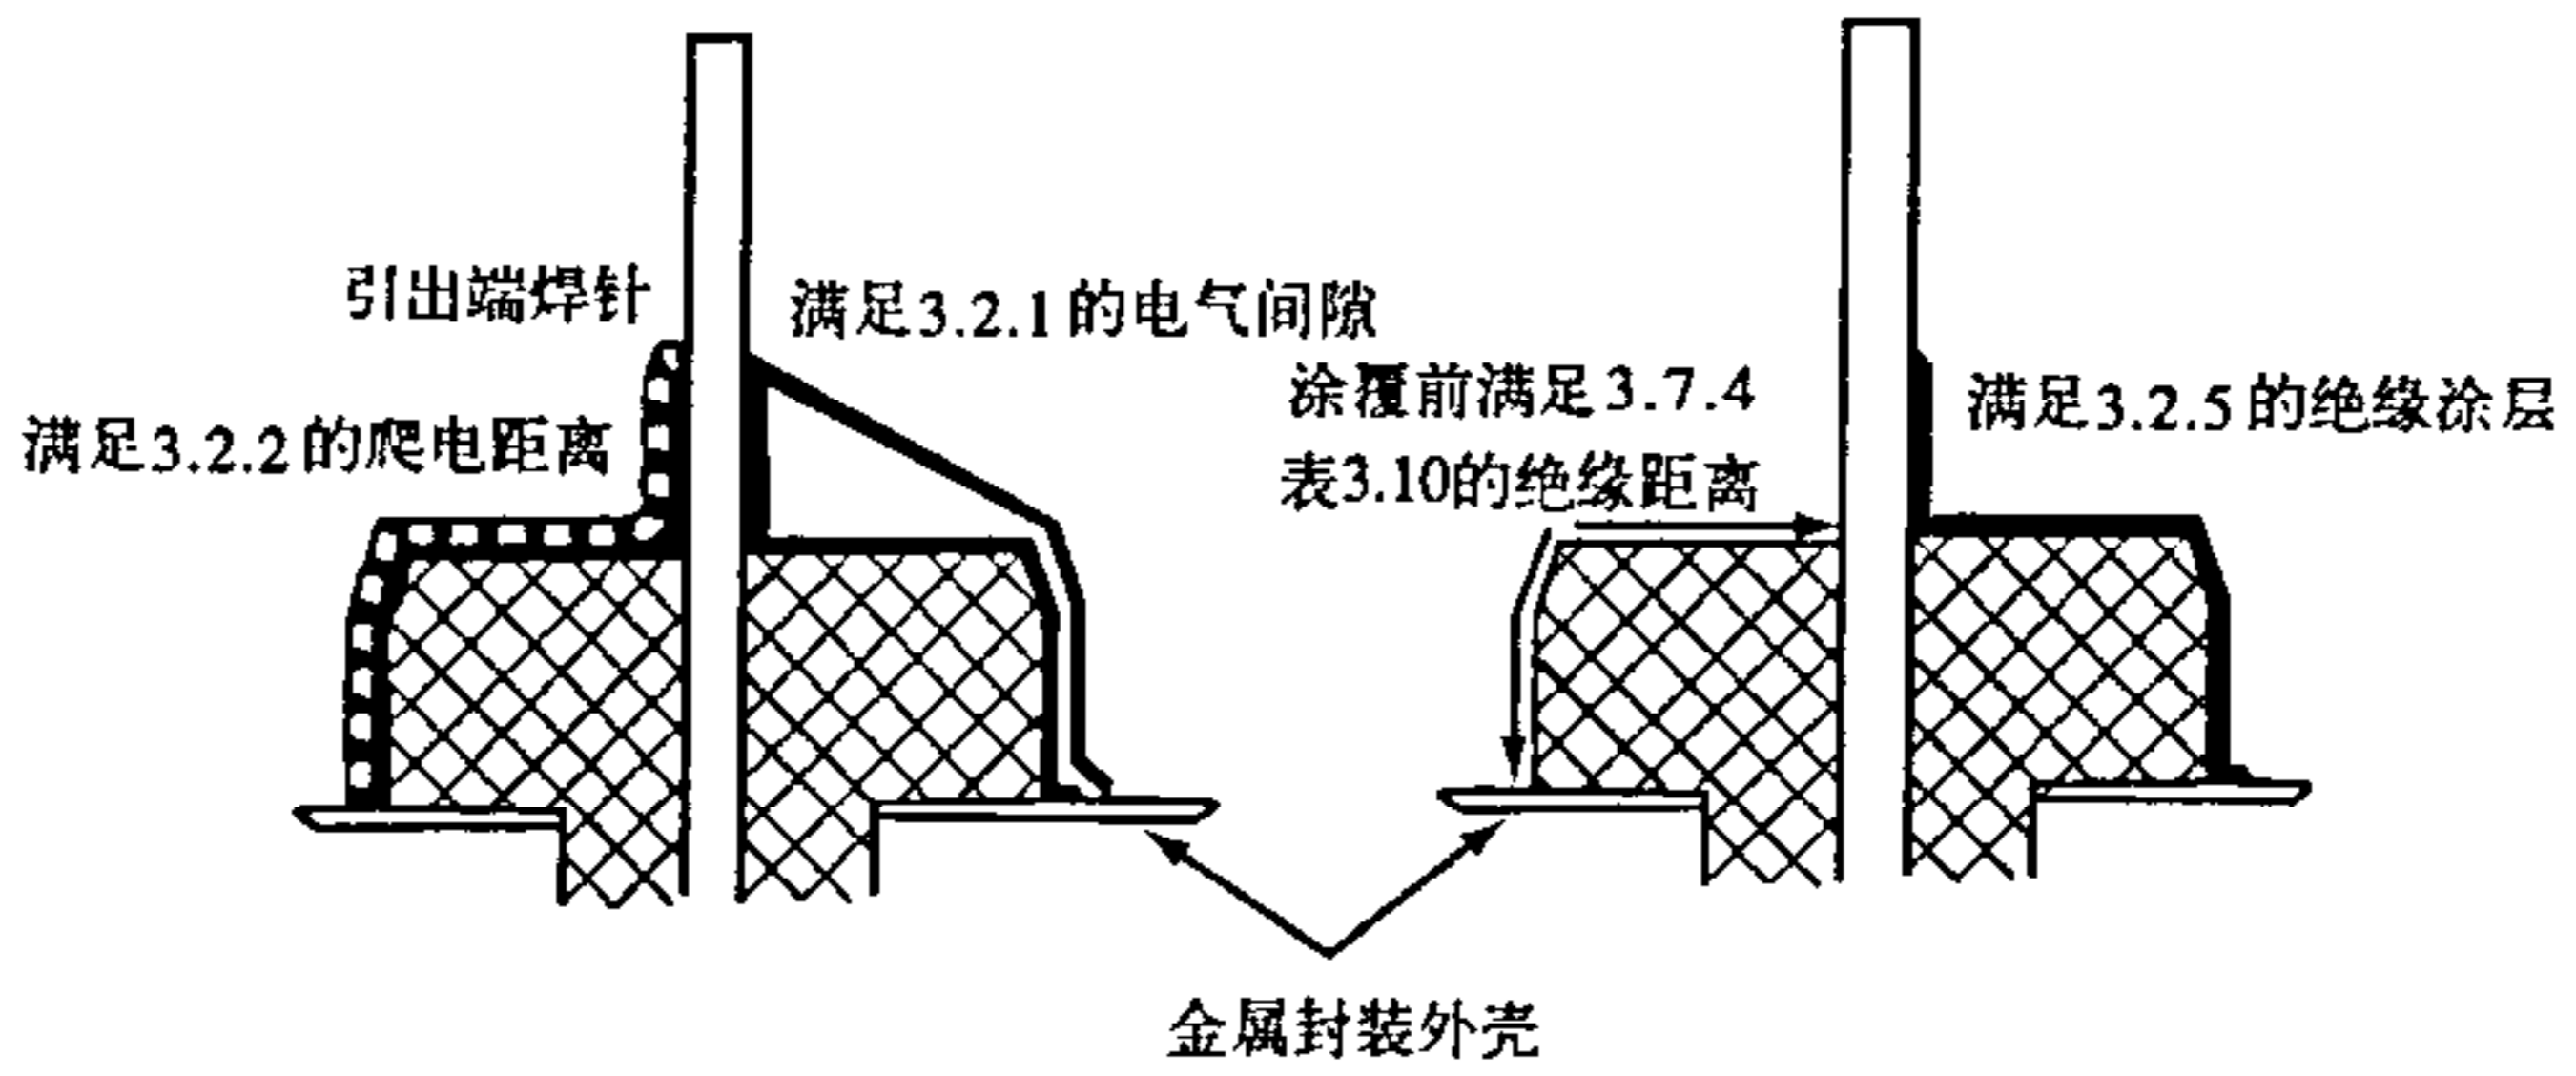 引出端焊针
满足3.2.1的电气间隙
满足3.2.2的爬电距离
涂覆前满足3.7.4
表3.10的绝缘距离
满足3.2.5的绝缘涂层
金属封装外壳